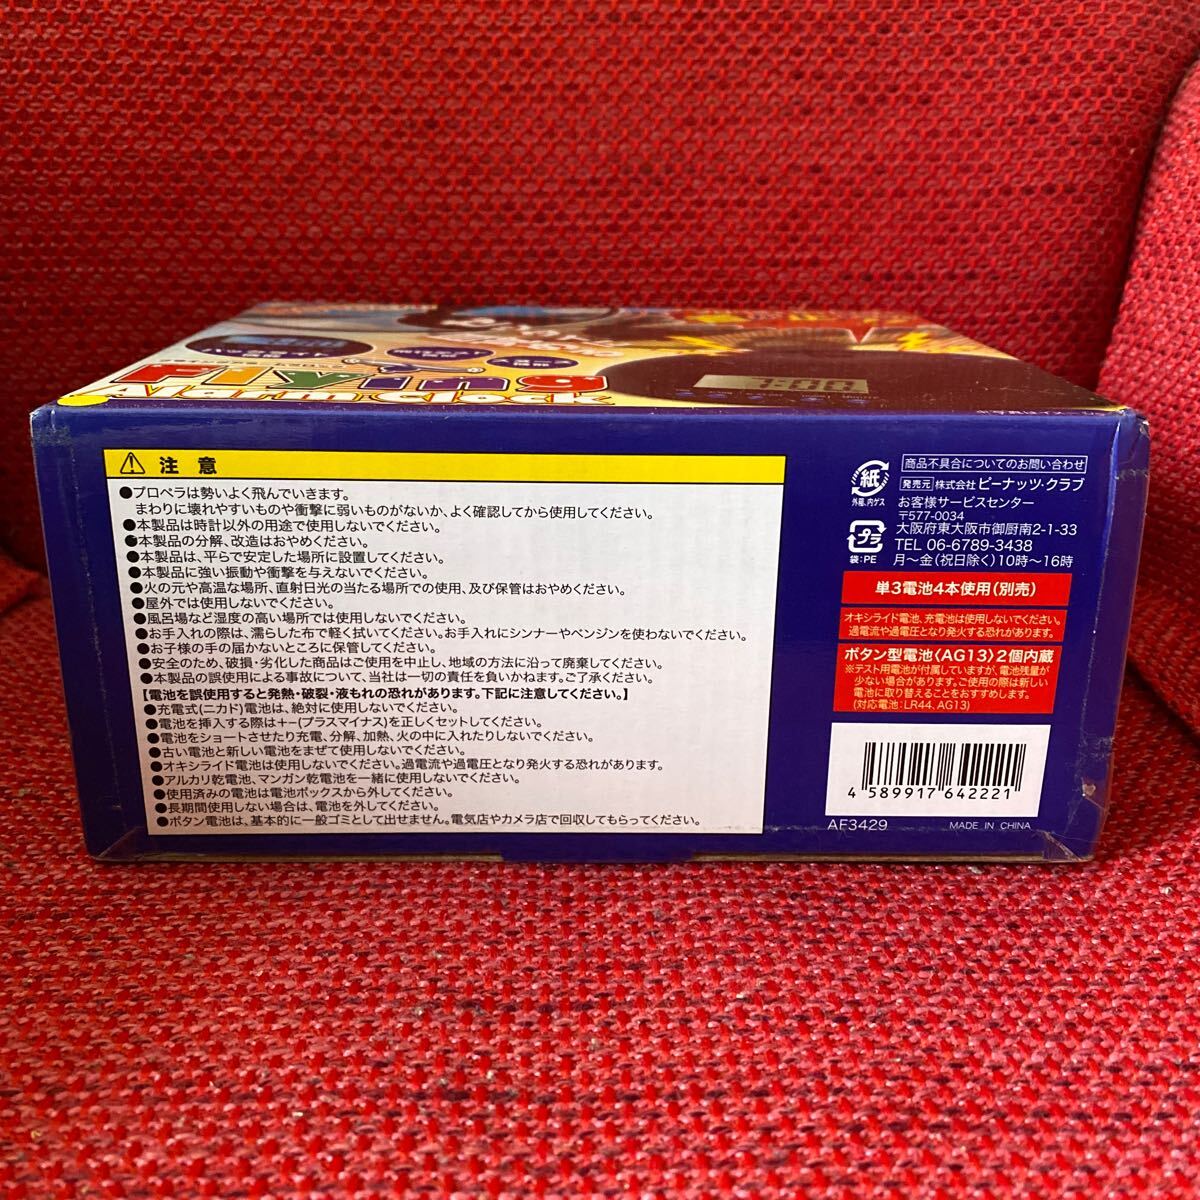 バックライト
FlYiNg
Alarm・Clock
1:00
⚠ 注意
●プロペラは勢いよく飛んでいきます。
まわりに壊れやすいものや衝撃に弱いものがないか、よく確認してから使用してください。
●本製品は時計以外の用途で使用しないでください。
●本製品の分解、改造はおやめください。
●本製品は、平らで安定した場所に設置してください。
●本製品に強い振動や衝撃を与えないでください。
●火の元や高温な場所、直射日光の当たる場所での使用、及び保管はおやめください。
●屋外では使用しないでください。
●風呂場など湿度の高い場所では使用しないでください。
●お手入れの際は、濡らした布で軽く拭いてください。お手入れにシンナーやベンジンを使わないでください。
●お子様の手の届かないところに保管してください。
●安全のため、破損・劣化した商品はご使用を中止し、地域の方法に沿って廃棄してください。
●本製品の誤使用による事故について、当社は一切の責任を負いかねます。ご了承ください。
【電池を誤使用すると発熱・破裂・液もれの恐れがあります。下記に注意してください。】
●充電式(ニカド)電池は、絶対に使用しないでください。
●電池を挿入する際は＋−(プラスマイナス)を正しくセットしてください。
●電池をショートさせたり充電、分解、加熱、火の中に入れたりしないでください。
●古い電池と新しい電池をまぜて使用しないでください。
●オキシライド電池は使用しないでください。過電流や過電圧となり発火する恐れがあります。
●アルカリ乾電池、マンガン乾電池を一緒に使用しないでください。
●使用済みの電池は電池ボックスから外してください。
●長期間使用しない場合は、電池を外してください。
●ボタン電池は、基本的に一般ゴミとして出せません。電気店やカメラ店で回収してもらってください。
紙
外箱、内ゲス
プラ
袋:PE
商品不具合についてのお問い合わせ
発売元 株式会社 ピーナッツ・クラブ
お客様サービスセンター
〒577-0034
大阪府東大阪市御厨南2-1-33
TEL 06-6789-3438
月〜金(祝日除く)10時〜16時
単3電池4本使用(別売)
オキシライド電池、充電池は使用しないでください。
過電流や過電圧となり発火する恐れがあります。
ボタン型電池〈AG13〉2個内蔵
※テスト用電池が付属していますが、電池残量が
少ない場合があります。ご使用の際は新しい
電池に取り替えることをおすすめします。
(対応電池:LR44、AG13)
4 589917 642221
AF3429
MADE IN CHINA